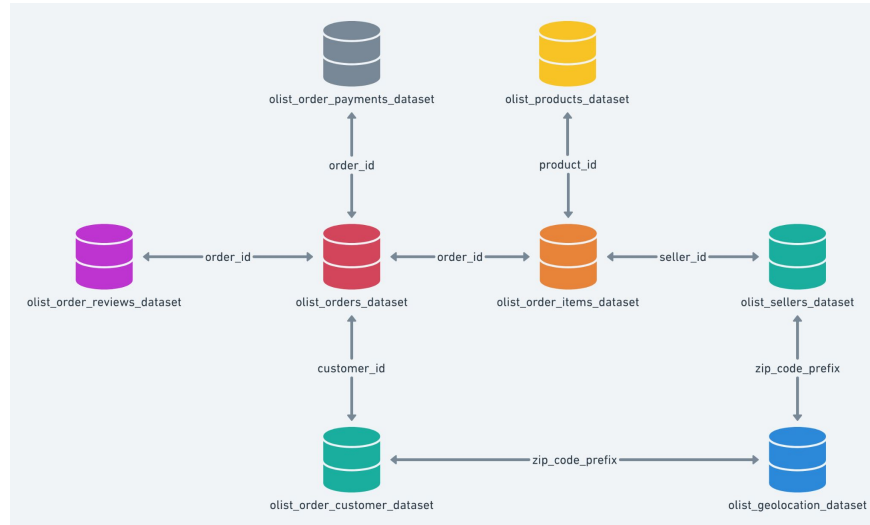 olist_order_payments_dataset
olist_products_dataset
order_id
product_id
order_id
order_id
seller_id
olist_order_reviews_dataset
olist_orders_dataset
olist_order_items_dataset
olist_sellers_dataset
customer_id
zip_code_prefix
zip_code_prefix
olist_order_customer_dataset
olist_geolocation_dataset